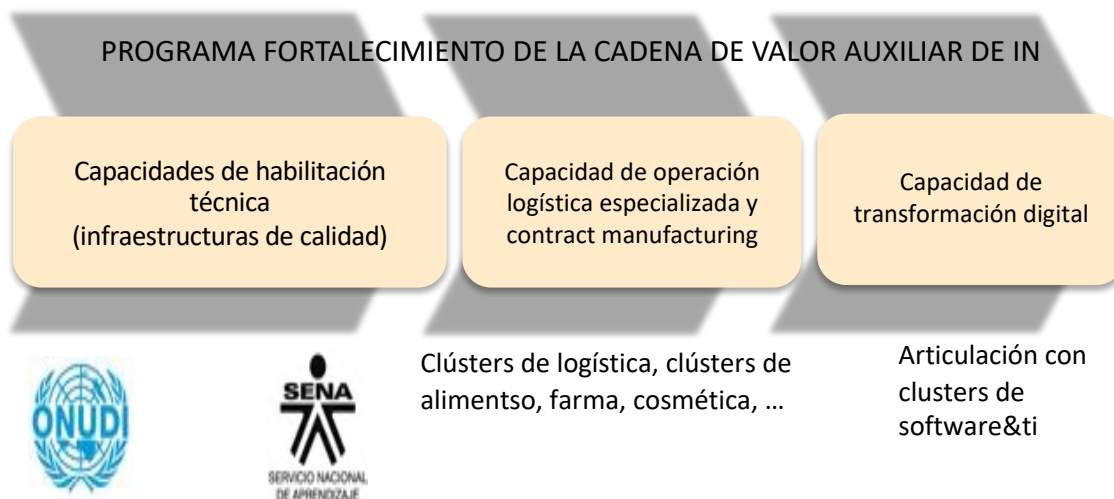 PROGRAMA FORTALECIMIENTO DE LA CADENA DE VALOR AUXILIAR DE IN
Capacidades de habilitación
técnica
(infraestructuras de calidad)
Capacidad de operación
logística especializada y
contract manufacturing
Capacidad de
transformación digital
ONUDI
SENA
SERVICIO NACIONAL
DE APRENDIZAJE
Clústers de logística, clústers de
alimentso, farma, cosmética, ...
Articulación con
clusters de
software&ti